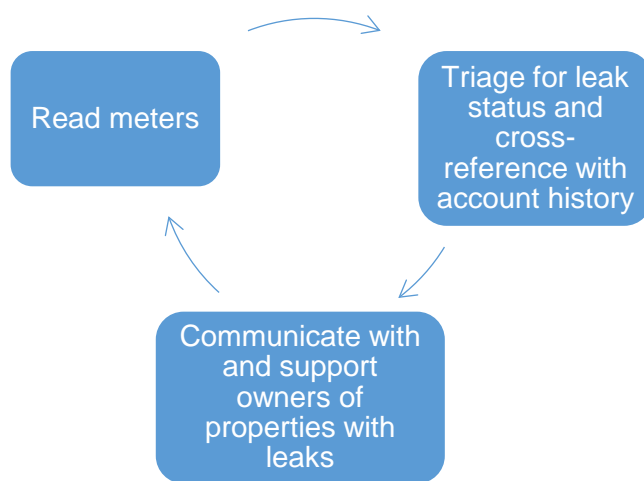 Read meters
Triage for leak
status and
cross-
reference with
account history
Communicate with
and support
owners of
properties with
leaks